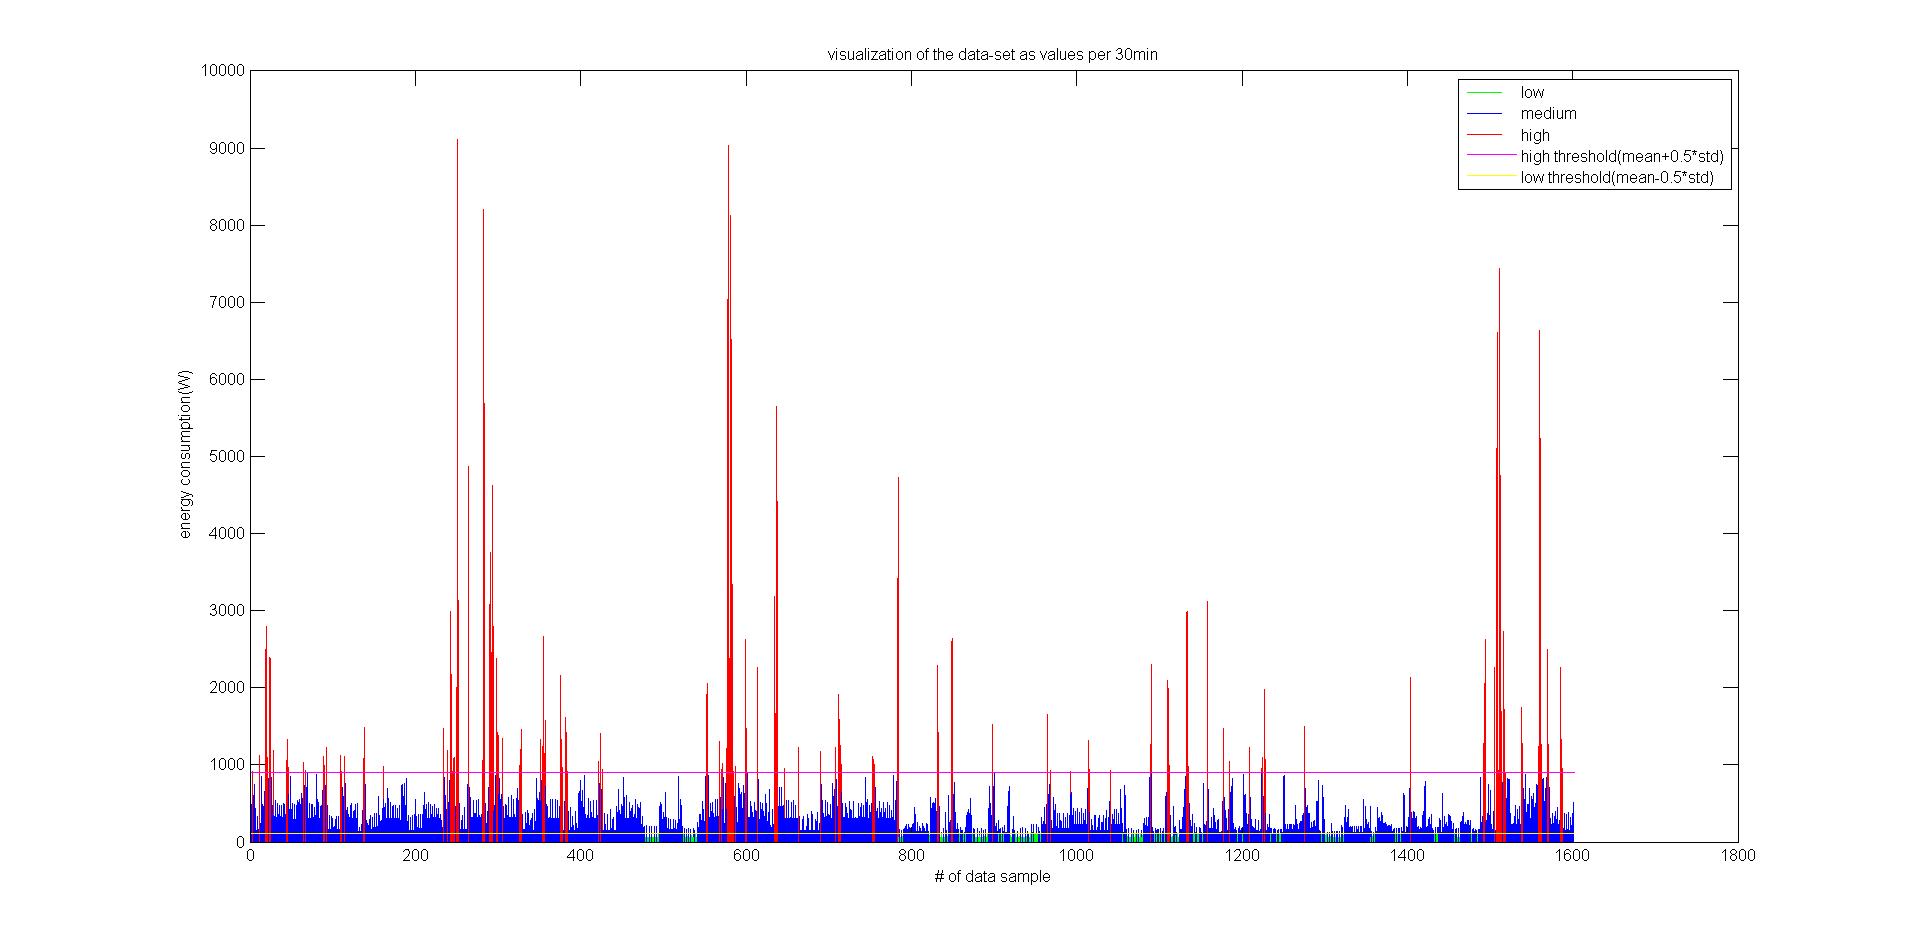 visualization of the data-set as values per 30min
10000
9000
8000
7000
6000
5000
4000
3000
2000
1000
0
energy consumption(W)
low
medium
high
high threshold(mean+0.5*std)
low threshold(mean-0.5*std)
0 200 400 600 800 1000 1200 1400 1600 1800
# of data sample